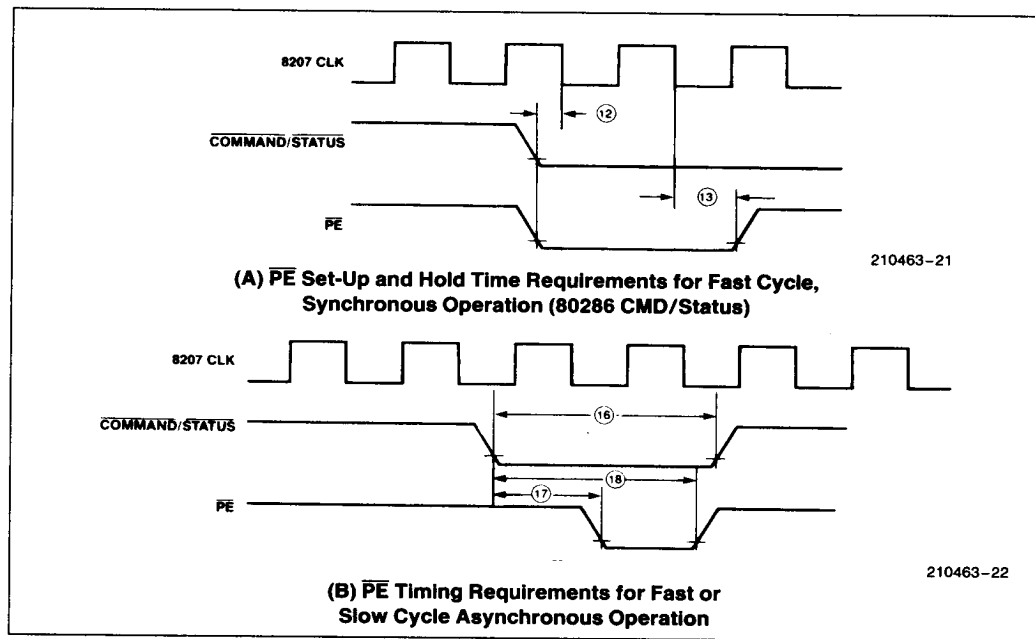 8207 CLK
12
COMMAND/STATUS
13
PE
210463-21
(A) PE Set-Up and Hold Time Requirements for Fast Cycle,
Synchronous Operation (80286 CMD/Status)
8207 CLK
16
COMMAND/STATUS
18
17
PE
210463-22
(B) PE Timing Requirements for Fast or
Slow Cycle Asynchronous Operation